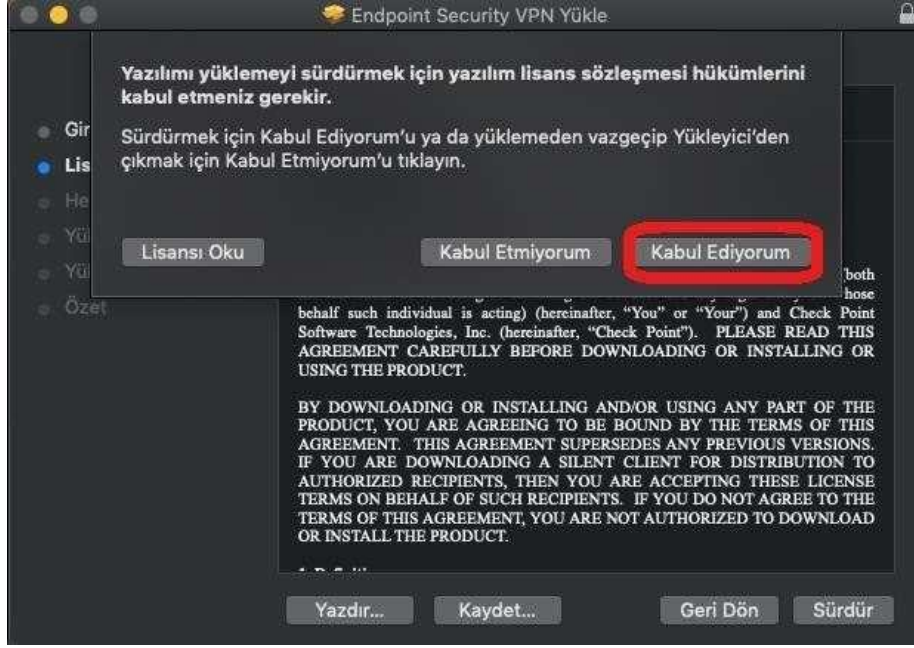 Endpoint Security VPN Yükle
Yazılımı yüklemeyi sürdürmek için yazılım lisans sözleşmesi hükümlerini
kabul etmeniz gerekir.
Sürdürmek için Kabul Ediyorum’u ya da yüklemeden vazgeçip Yükleyici’den
çıkmak için Kabul Etmiyorum’u tıklayın.
Lisansı Oku
Kabul Etmiyorum
Kabul Ediyorum
Gir
Lis
He
Yük
Yük
Özet
(both
hose
behalf such individual is acting) (hereinafter, “You” or “Your”) and Check Point
Software Technologies, Inc. (hereinafter, “Check Point”). PLEASE READ THIS
AGREEMENT CAREFULLY BEFORE DOWNLOADING OR INSTALLING OR
USING THE PRODUCT.
BY DOWNLOADING OR INSTALLING AND/OR USING ANY PART OF THE
PRODUCT, YOU ARE AGREEING TO BE BOUND BY THE TERMS OF THIS
AGREEMENT. THIS AGREEMENT SUPERSEDES ANY PREVIOUS VERSIONS.
IF YOU ARE DOWNLOADING A SILENT CLIENT FOR DISTRIBUTION TO
AUTHORIZED RECIPIENTS, THEN YOU ARE ACCEPTING THESE LICENSE
TERMS ON BEHALF OF SUCH RECIPIENTS. IF YOU DO NOT AGREE TO THE
TERMS OF THIS AGREEMENT, YOU ARE NOT AUTHORIZED TO DOWNLOAD
OR INSTALL THE PRODUCT.
Yazdır...
Kaydet...
Geri Dön
Sürdür